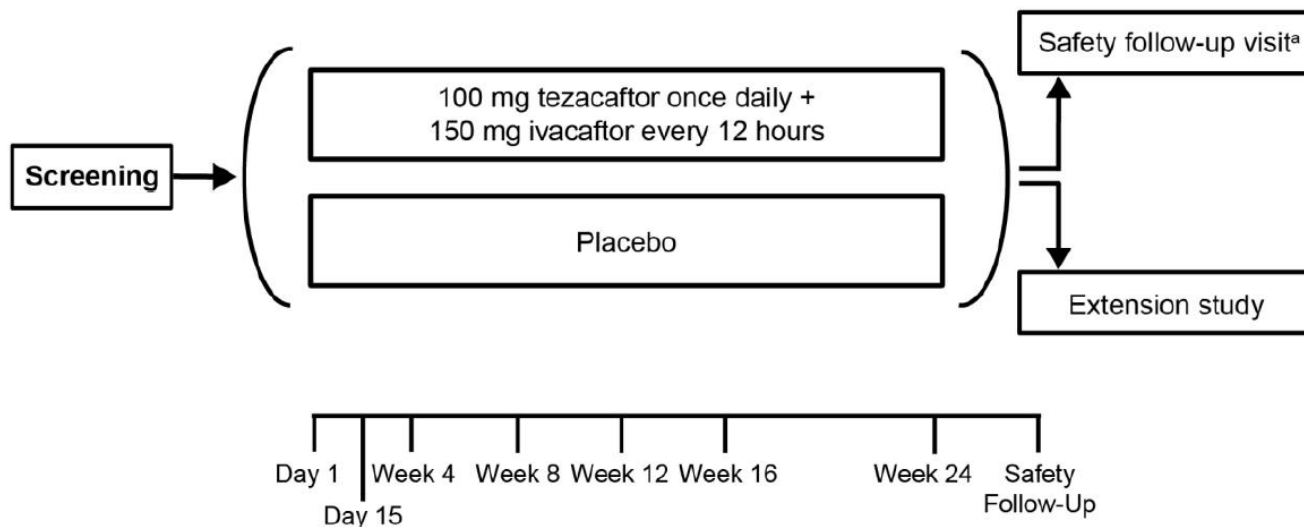 Safety follow-up visitᵃ
100 mg tezacaftor once daily +
150 mg ivacaftor every 12 hours
Screening
Placebo
Extension study
Day 1
Day 15
Week 4
Week 8
Week 12
Week 16
Week 24
Safety
Follow-Up